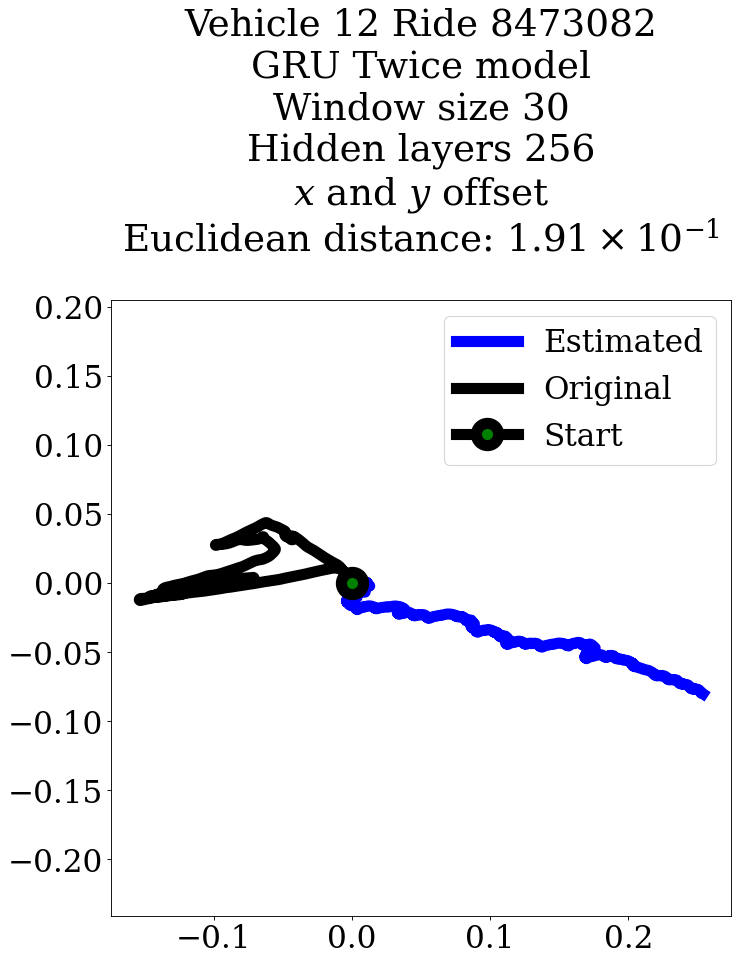 Vehicle 12 Ride 8473082
GRU Twice model
Window size 30
Hidden layers 256
x and y offset
Euclidean distance: 1.91 × 10⁻¹
Estimated
Original
Start
0.20
0.15
0.10
0.05
0.00
−0.05
−0.10
−0.15
−0.20
−0.1 0.0 0.1 0.2